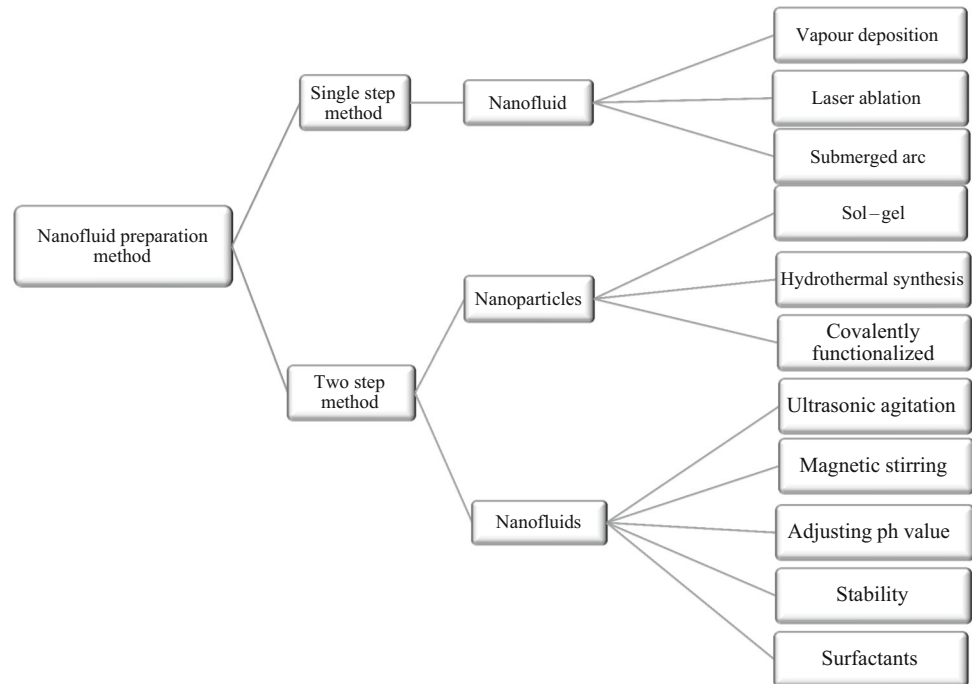 Nanofluid preparation
method
Single step
method
Nanofluid
Vapour deposition
Laser ablation
Submerged arc
Two step
method
Nanoparticles
Sol–gel
Hydrothermal synthesis
Covalently
functionalized
Nanofluids
Ultrasonic agitation
Magnetic stirring
Adjusting ph value
Stability
Surfactants